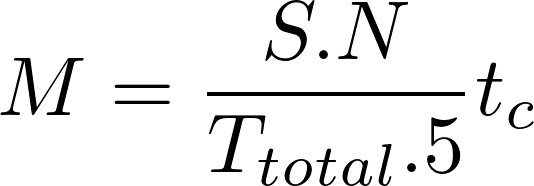 M = \frac{S.N}{T_{total}.5} t_c